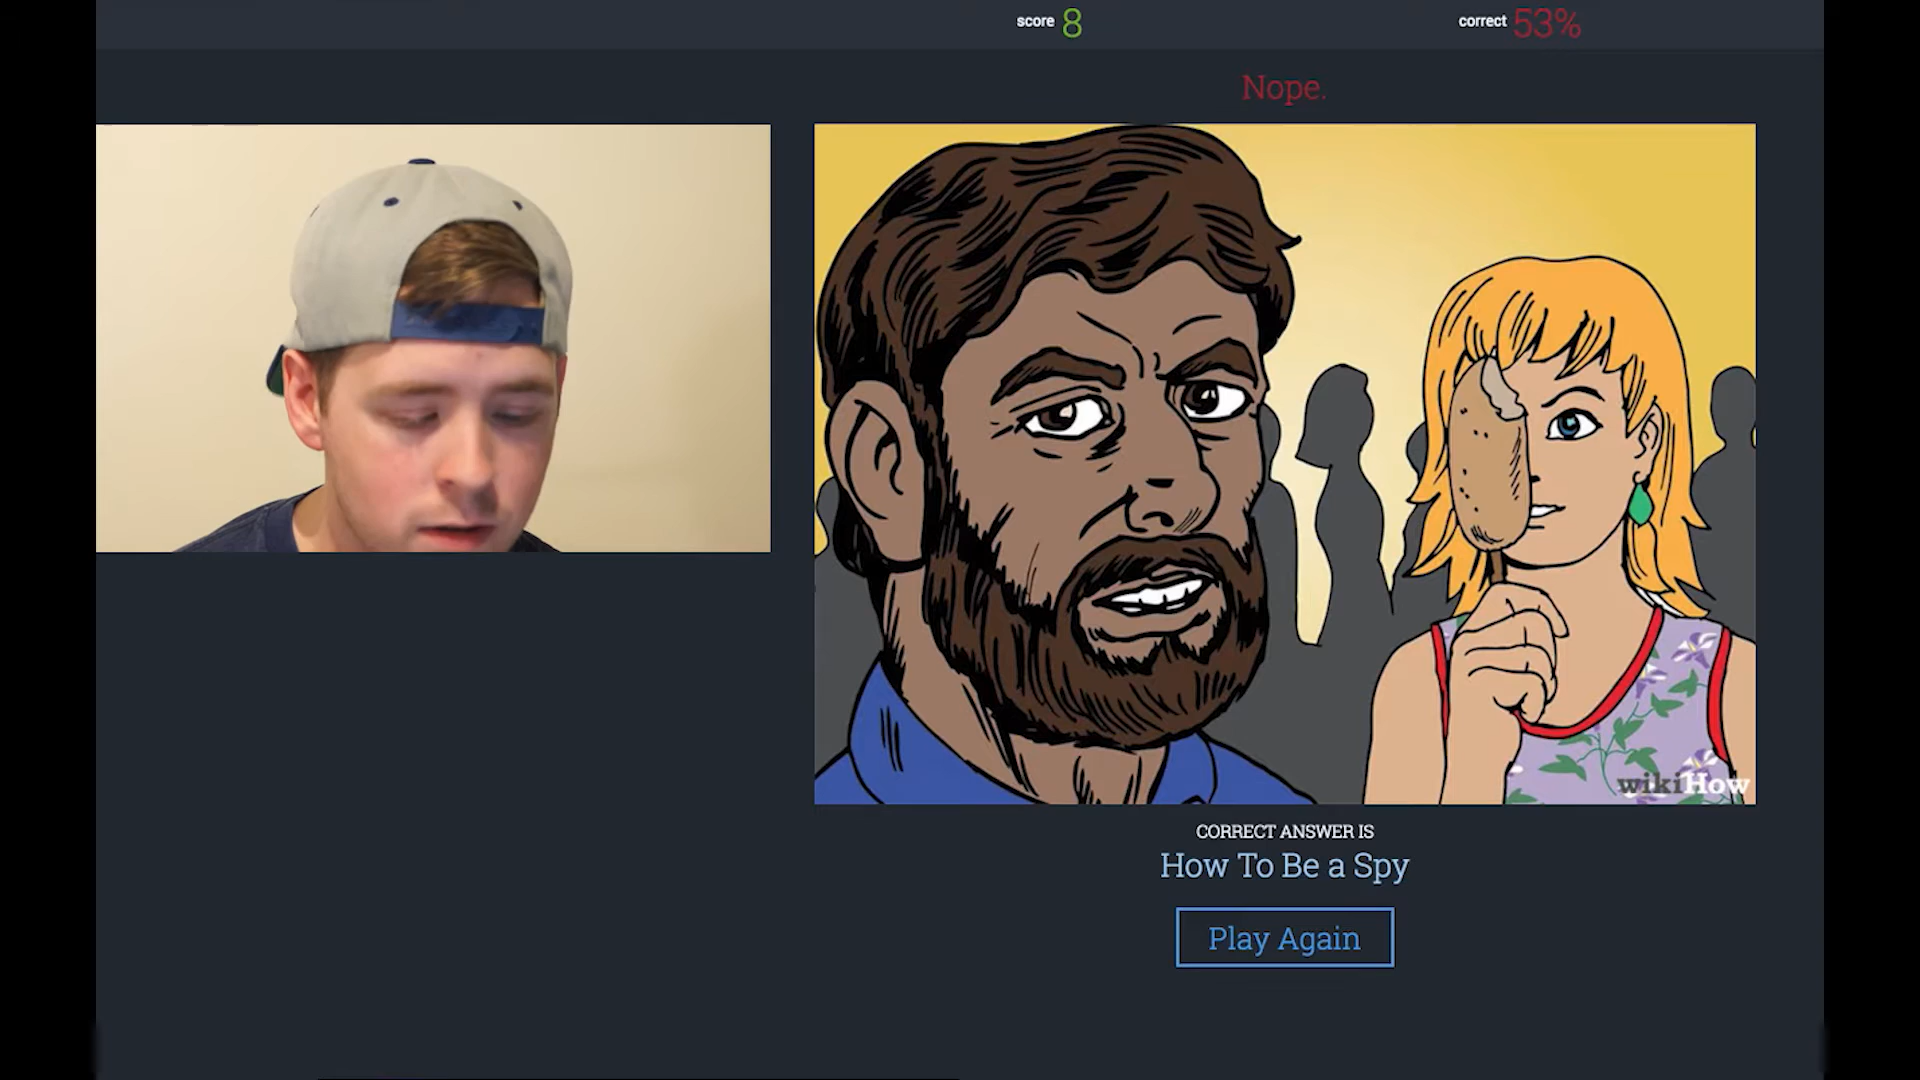 score 8
correct 53%
Nope.
wikiHow
CORRECT ANSWER IS
How To Be a Spy
Play Again